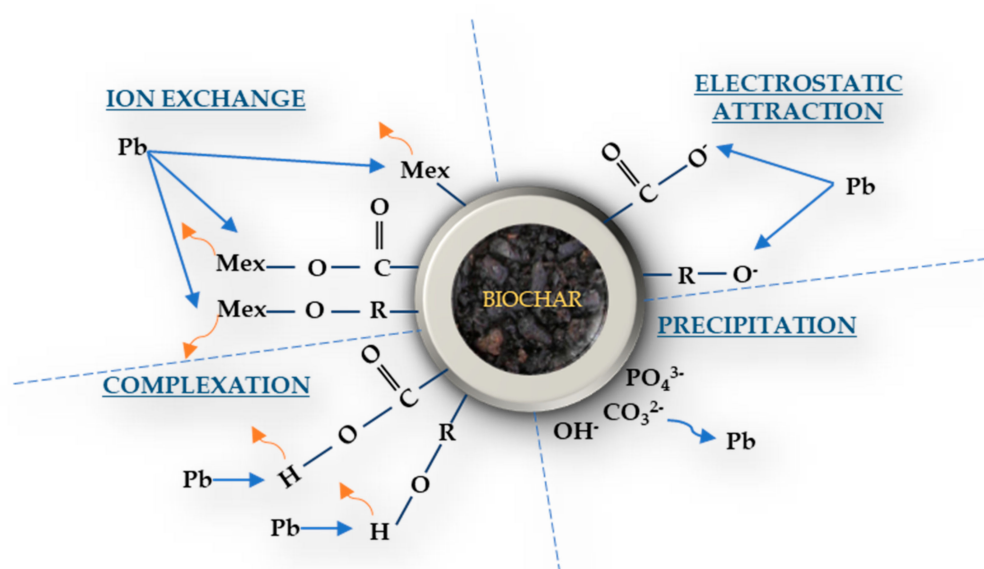 ION EXCHANGE
ELECTROSTATIC
ATTRACTION
Pb
Mex
O
C
O⁻
Pb
O
Mex O C
R O⁻
Mex O R
BIOCHAR
PRECIPITATION
COMPLEXATION
O
C
O
H
Pb
R
O
H
Pb
PO₄³⁻
CO₃²⁻
OH⁻
Pb